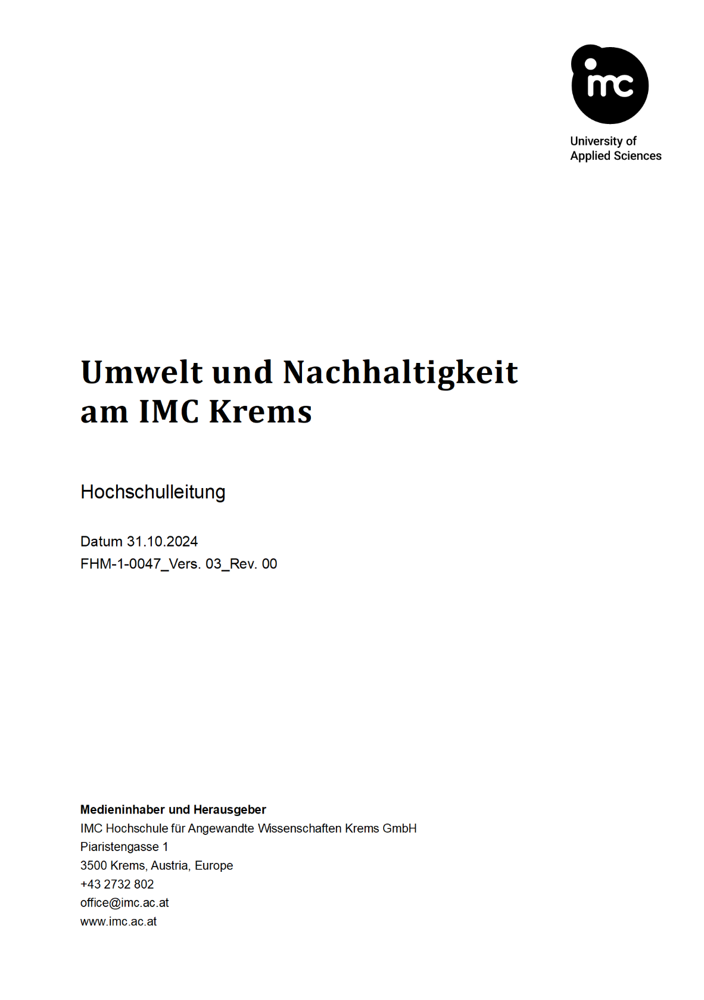 imc
University of
Applied Sciences
Umwelt und Nachhaltigkeit
am IMC Krems
Hochschulleitung
Datum 31.10.2024
FHM-1-0047_Vers. 03_Rev. 00
Medieninhaber und Herausgeber
IMC Hochschule für Angewandte Wissenschaften Krems GmbH
Piaristengasse 1
3500 Krems, Austria, Europe
+43 2732 802
office@imc.ac.at
www.imc.ac.at